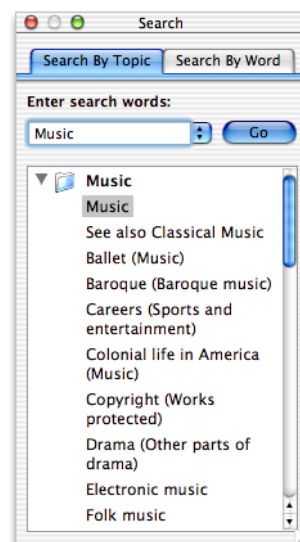 Search
Search By Topic Search By Word
Enter search words:
Music Go
Music
Music
See also Classical Music
Ballet (Music)
Baroque (Baroque music)
Careers (Sports and
entertainment)
Colonial life in America
(Music)
Copyright (Works
protected)
Drama (Other parts of
drama)
Electronic music
Folk music